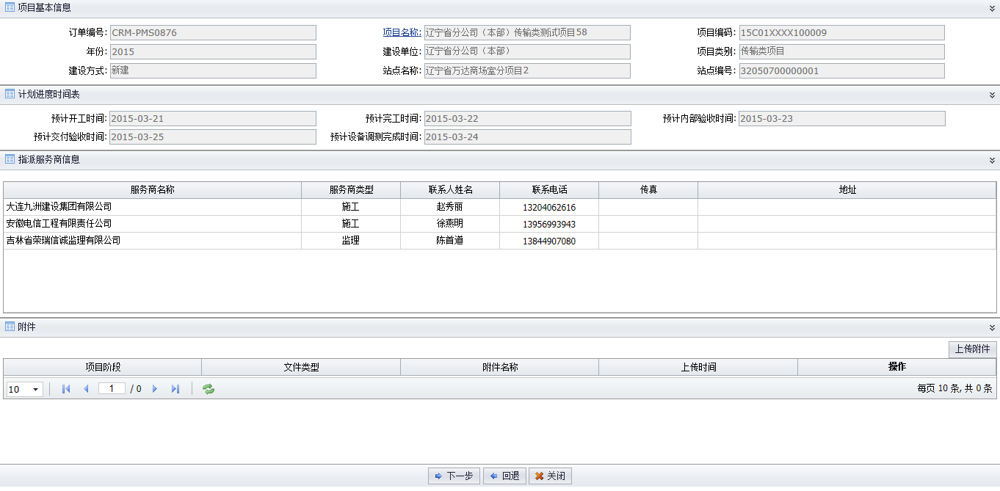 项目基本信息
订单编号: CRM-PMS0876 项目名称: 辽宁省分公司（本部）传输类测试项目58 项目编码: 15C01XXXX100009
年份: 2015 建设单位: 辽宁省分公司（本部） 项目类别: 传输类项目
建设方式: 新建 站点名称: 辽宁省万达商场室分项目2 站点编号: 32050700000001
计划进度时间表
预计开工时间: 2015-03-21 预计完工时间: 2015-03-22 预计内部验收时间: 2015-03-23
预计交付验收时间: 2015-03-25 预计设备调测完成时间: 2015-03-24
指派服务商信息
服务商名称 服务商类型 联系人姓名 联系电话 传真 地址
大连九洲建设集团有限公司 施工 赵秀丽 13204062616
安徽电信工程有限责任公司 施工 徐燕明 13956993943
吉林省荣瑞信诚监理有限公司 监理 陈首道 13844907080
附件
上传附件
项目阶段 文件类型 附件名称 上传时间 操作
10 1 / 0 每页 10 条, 共 0 条
下一步 回退 关闭